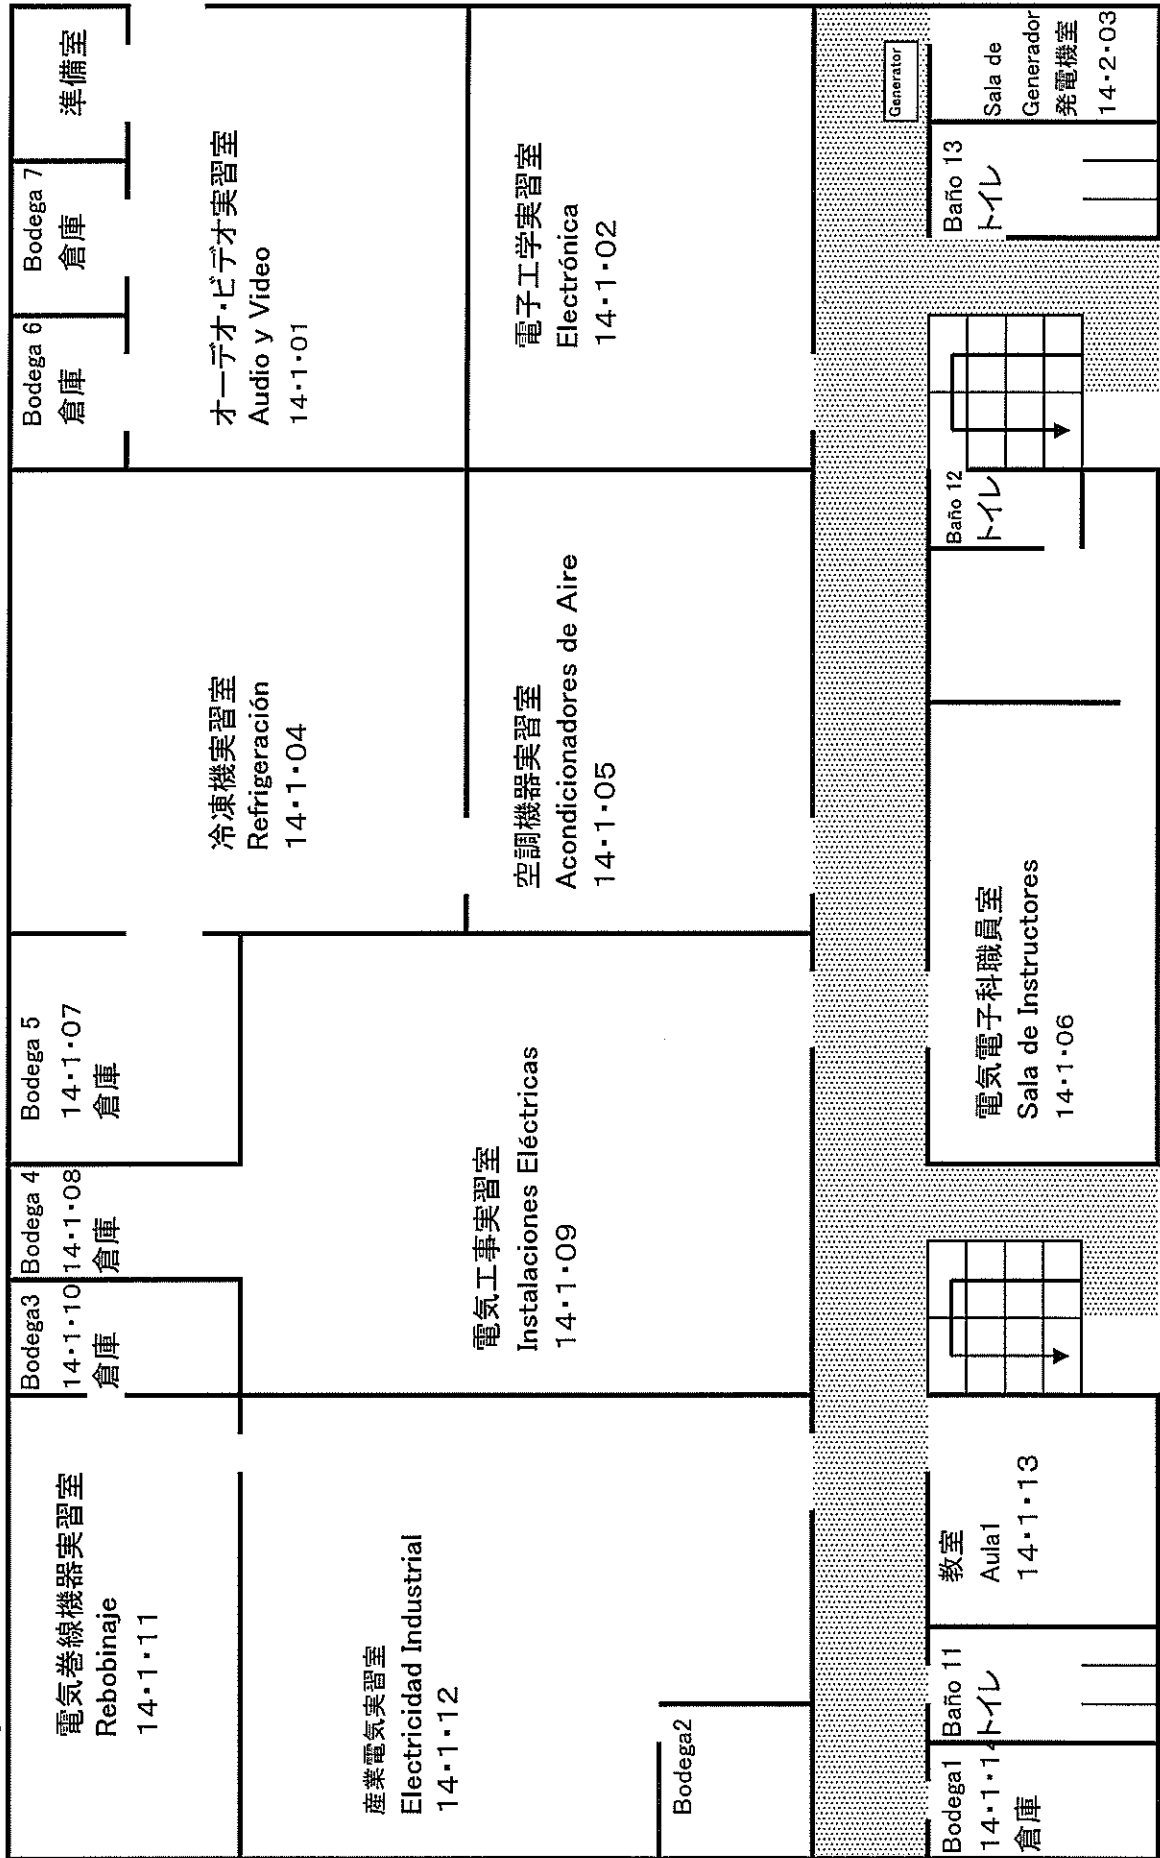 電気巻線機器実習室
Rebobinaje
14・1・11
Bodega3
14・1・10
倉庫
Bodega 4
14・1・08
倉庫
Bodega 5
14・1・07
倉庫
冷凍機実習室
Refrigeración
14・1・04
Bodega 6
倉庫
Bodega 7
倉庫
準備室
オーデオ・ビデオ実習室
Audio y Video
14・1・01
産業電気実習室
Electricidad Industrial
14・1・12
Bodega2
電気工事実習室
Instalaciones Eléctricas
14・1・09
空調機器実習室
Acondicionadores de Aire
14・1・05
電子工学実習室
Electrónica
14・1・02
Generator
Bodega1
14・1・14
倉庫
Baño 11
トイレ
教室
Aula1
14・1・13
電気電子科職員室
Sala de Instructores
14・1・06
Baño 12
トイレ
Baño 13
トイレ
Sala de
Generador
発電機室
14・2・03